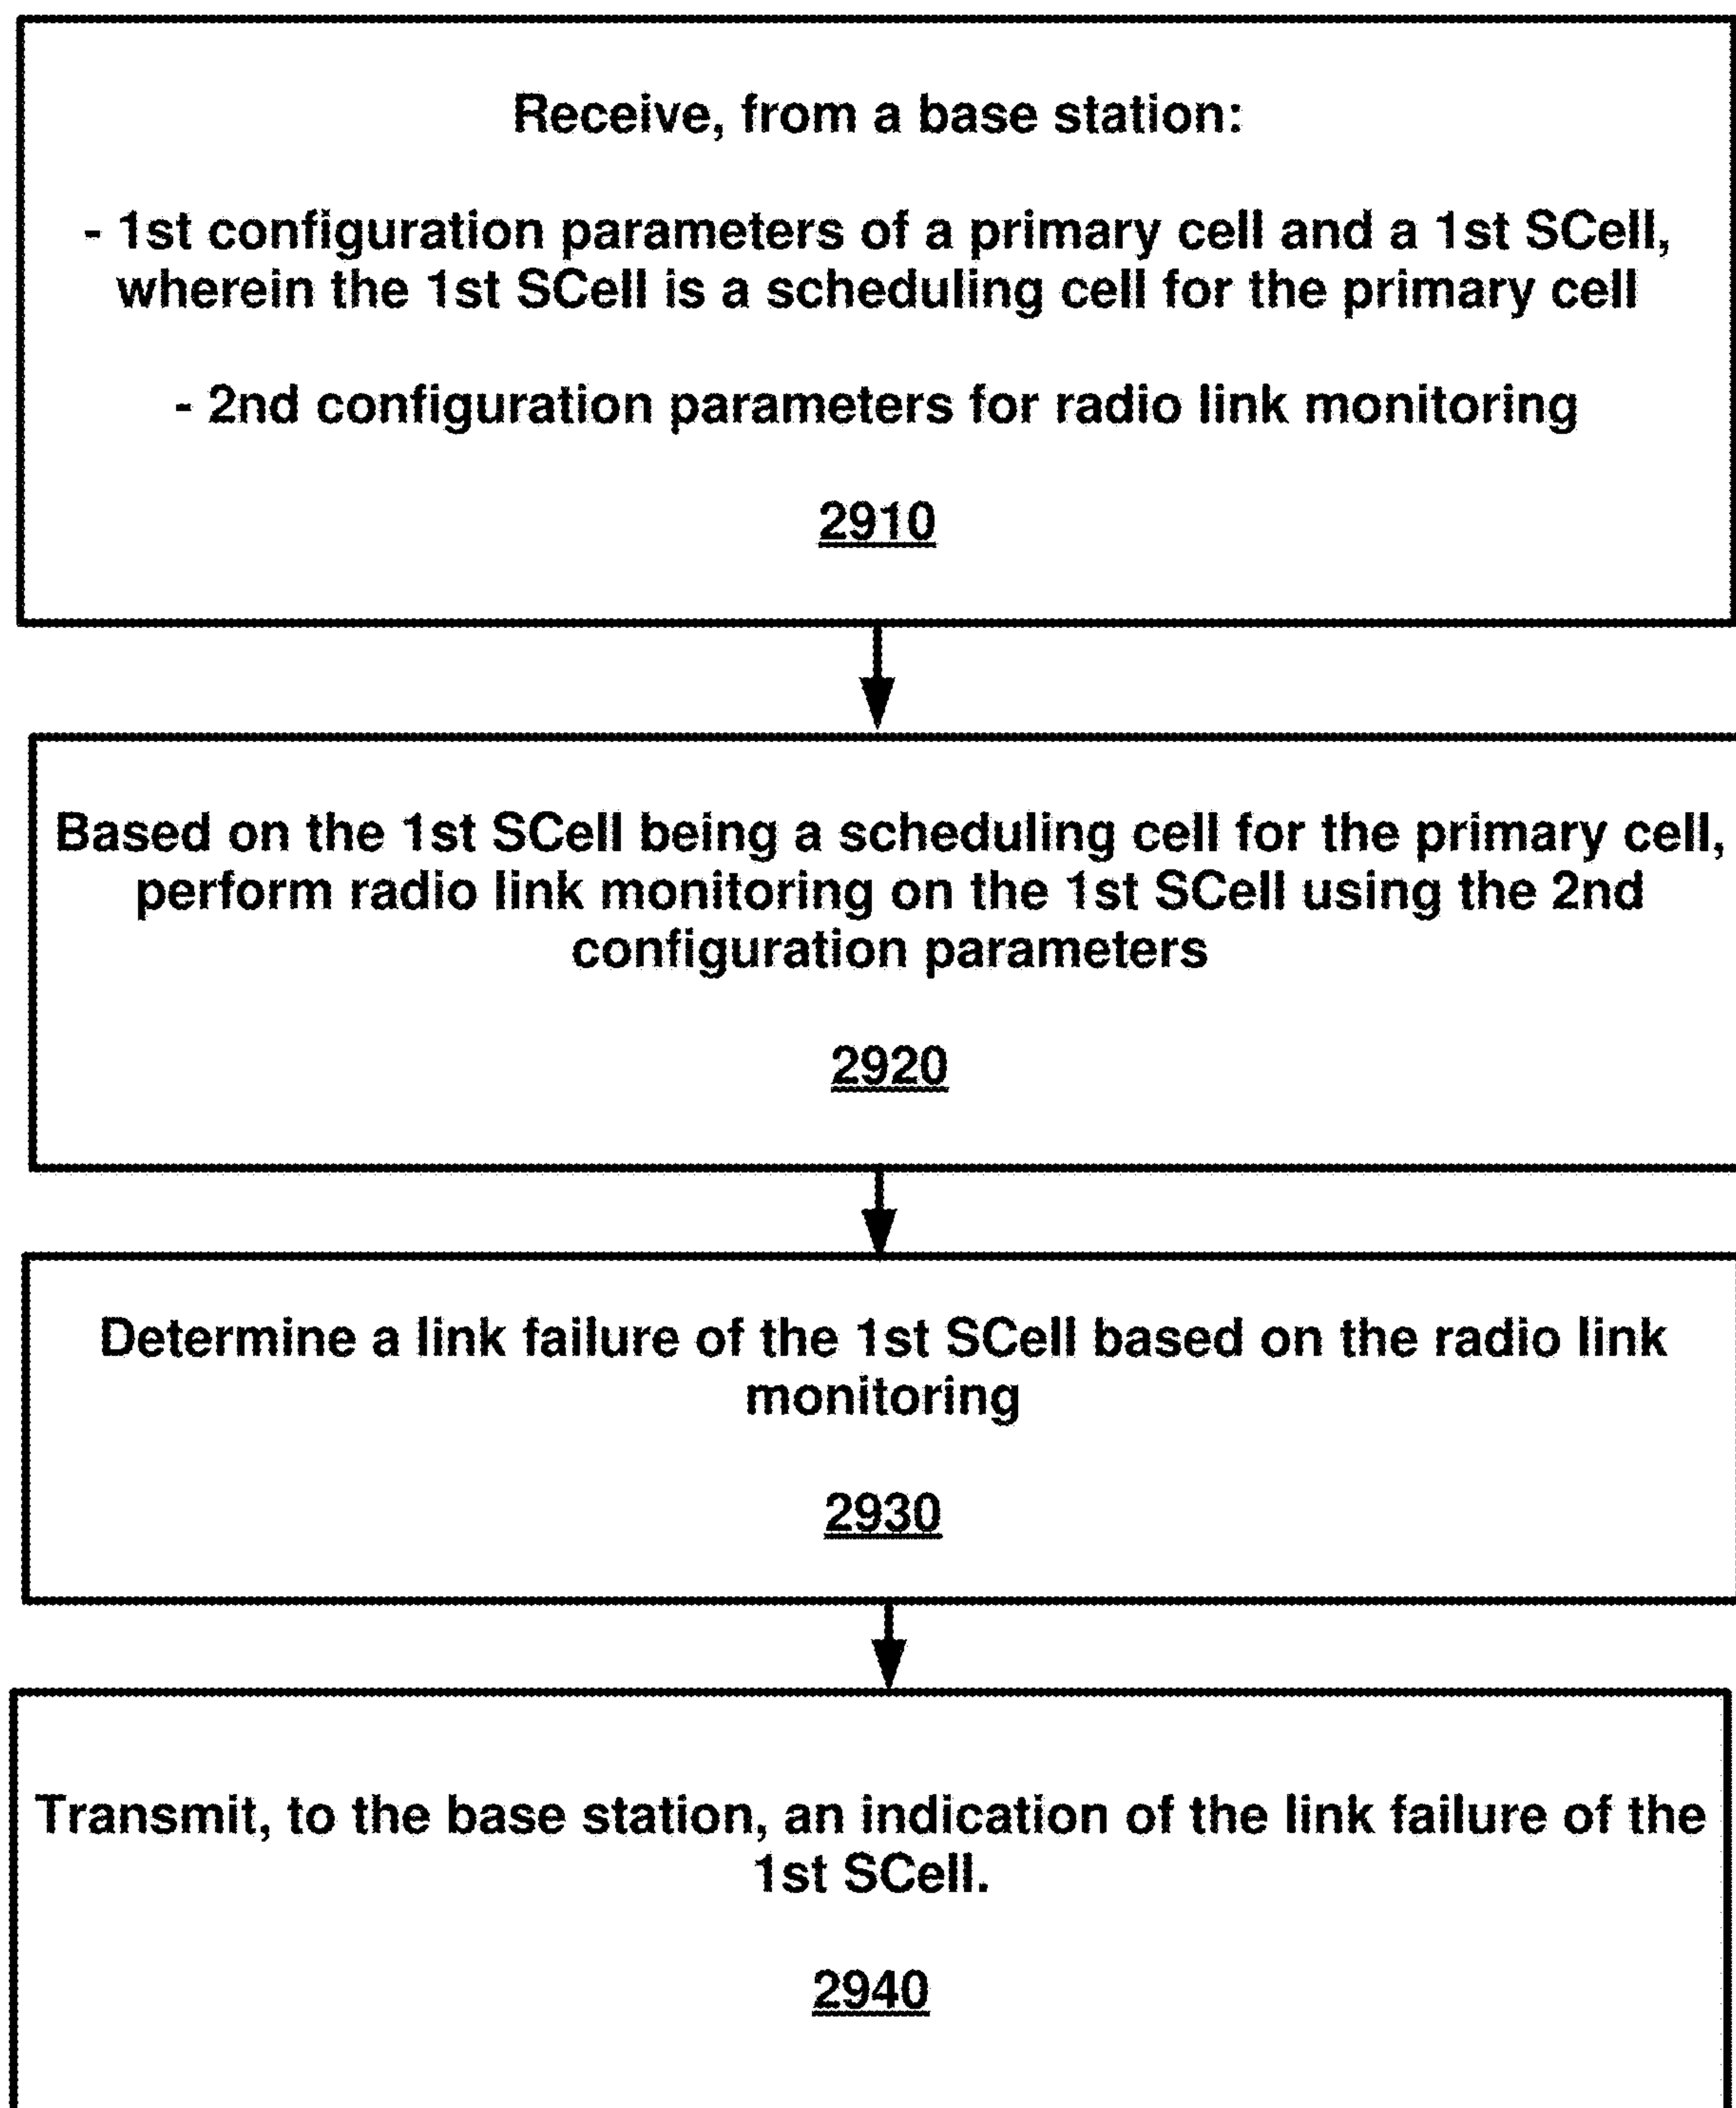 Receive, from a base station:
- 1st configuration parameters of a primary cell and a 1st SCell,
wherein the 1st SCell is a scheduling cell for the primary cell
- 2nd configuration parameters for radio link monitoring
2910
Based on the 1st SCell being a scheduling cell for the primary cell,
perform radio link monitoring on the 1st SCell using the 2nd
configuration parameters
2920
Determine a link failure of the 1st SCell based on the radio link
monitoring
2930
Transmit, to the base station, an indication of the link failure of the
1st SCell.
2940